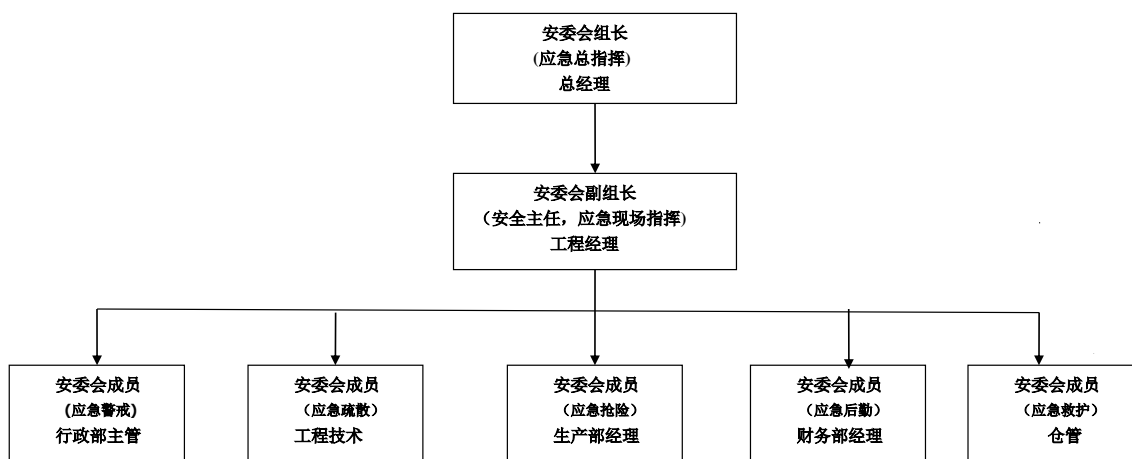 安委会组长
(应急总指挥)
总经理
安委会副组长
（安全主任，应急现场指挥)
工程经理
安委会成员
(应急警戒)
行政部主管
安委会成员
（应急疏散）
工程技术
安委会成员
（应急抢险）
生产部经理
安委会成员
（应急后勤）
财务部经理
安委会成员
（应急救护）
仓管